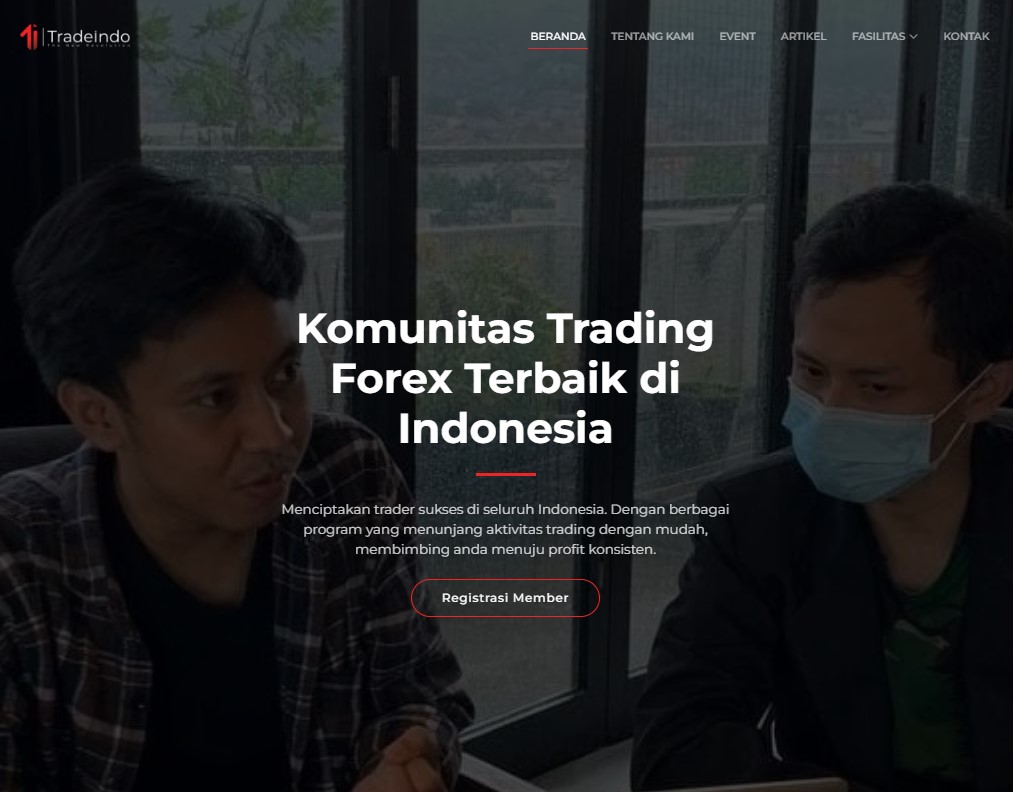 Tradeindo
The New Revolution
BERANDA TENTANG KAMI EVENT ARTIKEL FASILITAS KONTAK
Komunitas Trading
Forex Terbaik di
Indonesia
Menciptakan trader sukses di seluruh Indonesia. Dengan berbagai
program yang menunjang aktivitas trading dengan mudah,
membimbing anda menuju profit konsisten.
Registrasi Member